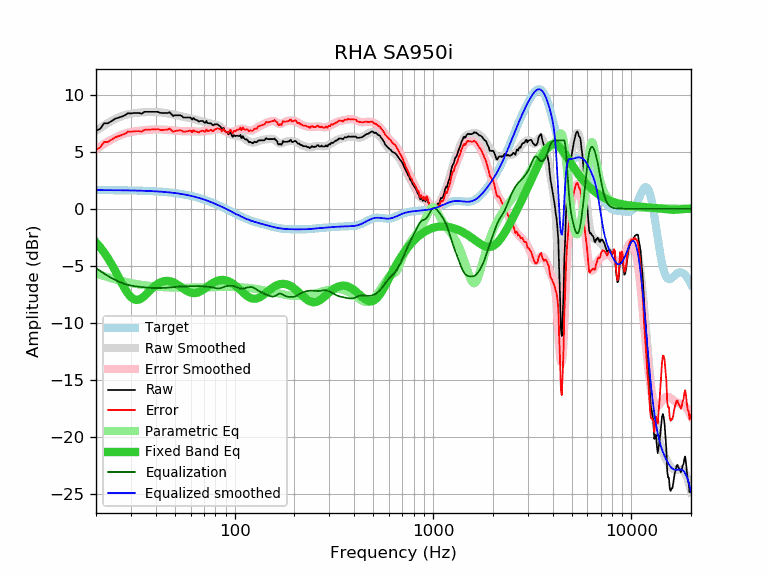 RHA SA950i
Amplitude (dBr)
10
5
0
−5
−10
−15
−20
−25
Target
Raw Smoothed
Error Smoothed
Raw
Error
Parametric Eq
Fixed Band Eq
Equalization
Equalized smoothed
100 1000 10000
Frequency (Hz)